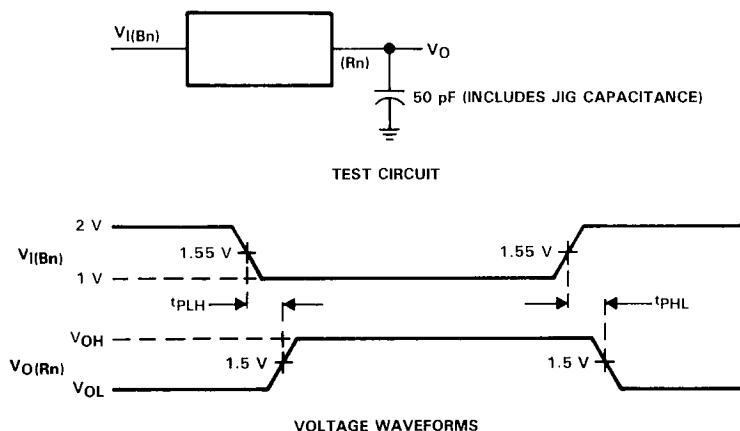 VI(Bn)
(Rn)
VO
50 pF (INCLUDES JIG CAPACITANCE)
TEST CIRCUIT
2 V
VI(Bn)
1.55 V
1.55 V
1 V
tPLH
tPHL
VOH
VO(Rn)
1.5 V
1.5 V
VOL
VOLTAGE WAVEFORMS